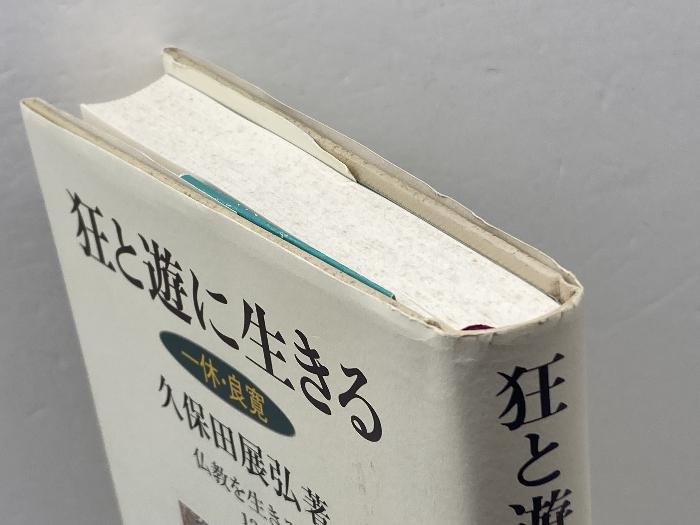 狂と遊に生きる
一休・良寛
久保田展弘著
仏教を生きる
12
狂と遊